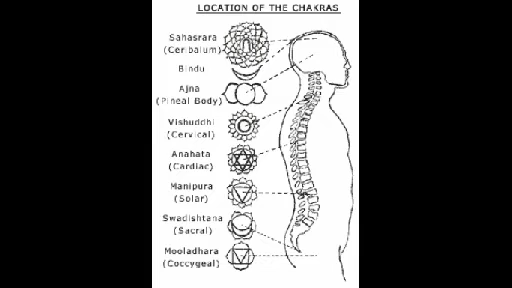 LOCATION OF THE CHAKRAS
Sahasrara
(Ceribalum)
Bindu
Ajna
(Pineal Body)
Vishuddhi
(Cervical)
Anahata
(Cardiac)
Manipura
(Solar)
Swadishtana
(Sacral)
Mooladhara
(Coccygeal)